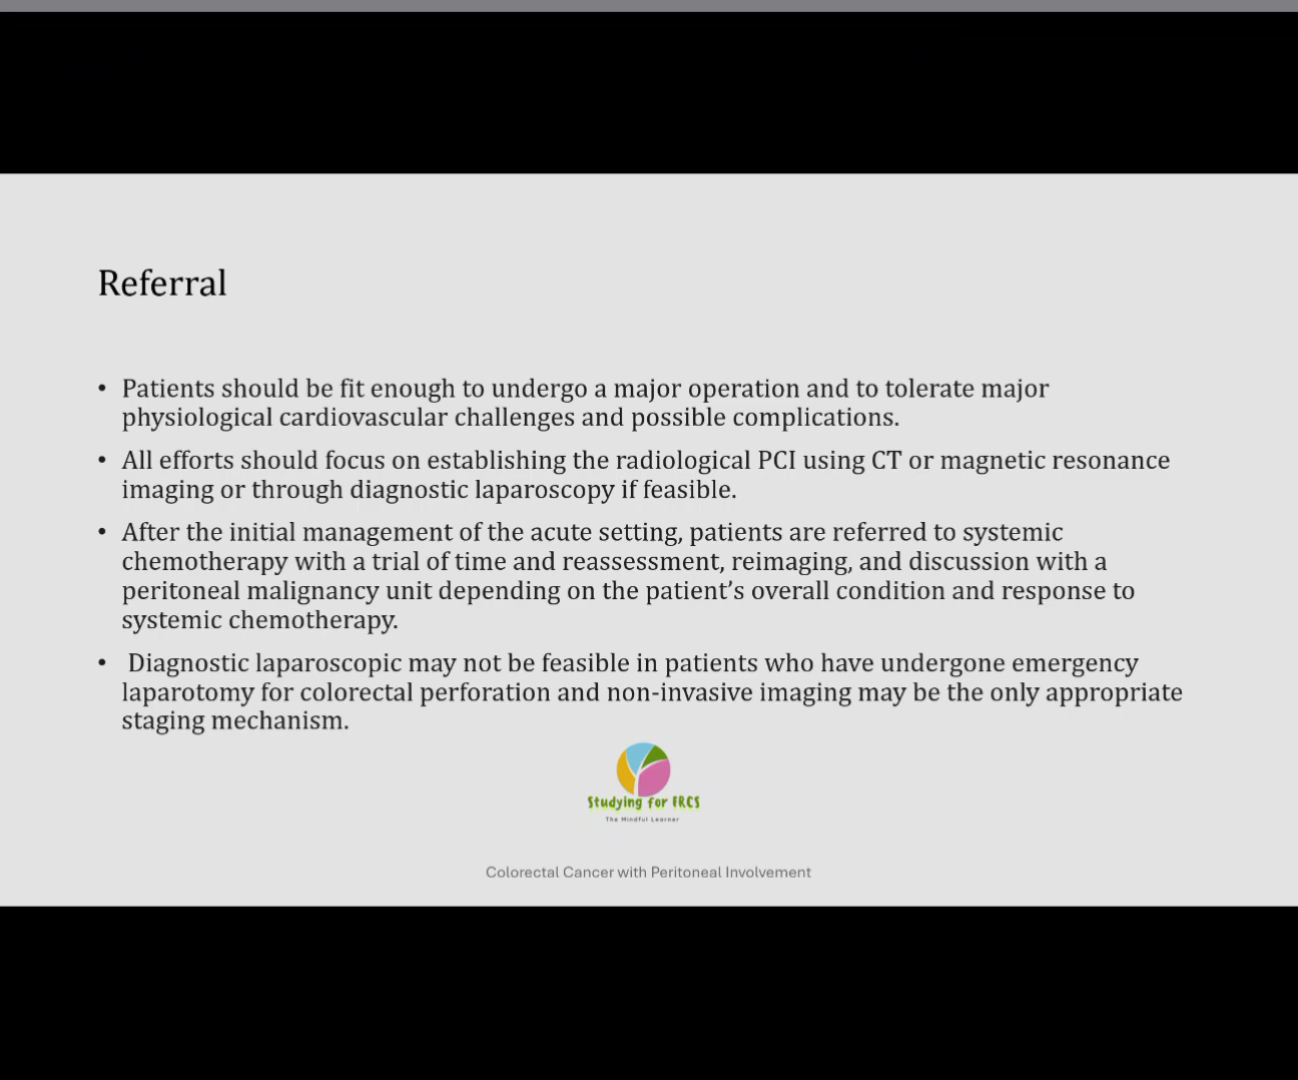 Referral
• Patients should be fit enough to undergo a major operation and to tolerate major
physiological cardiovascular challenges and possible complications.
• All efforts should focus on establishing the radiological PCI using CT or magnetic resonance
imaging or through diagnostic laparoscopy if feasible.
• After the initial management of the acute setting, patients are referred to systemic
chemotherapy with a trial of time and reassessment, reimaging, and discussion with a
peritoneal malignancy unit depending on the patient’s overall condition and response to
systemic chemotherapy.
• Diagnostic laparoscopic may not be feasible in patients who have undergone emergency
laparotomy for colorectal perforation and non-invasive imaging may be the only appropriate
staging mechanism.
Studying for FRCS
The Mindful Learner
Colorectal Cancer with Peritoneal Involvement